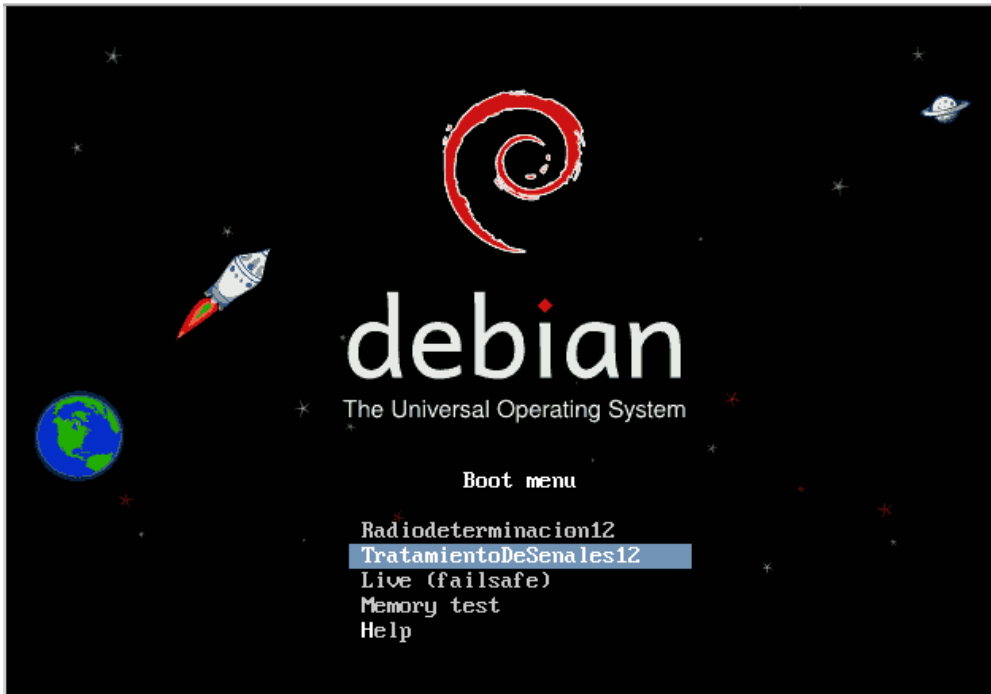 debian
The Universal Operating System
Boot menu
Radiodeterminacion12
TratamientoDeSenales12
Live (failsafe)
Memory test
Help